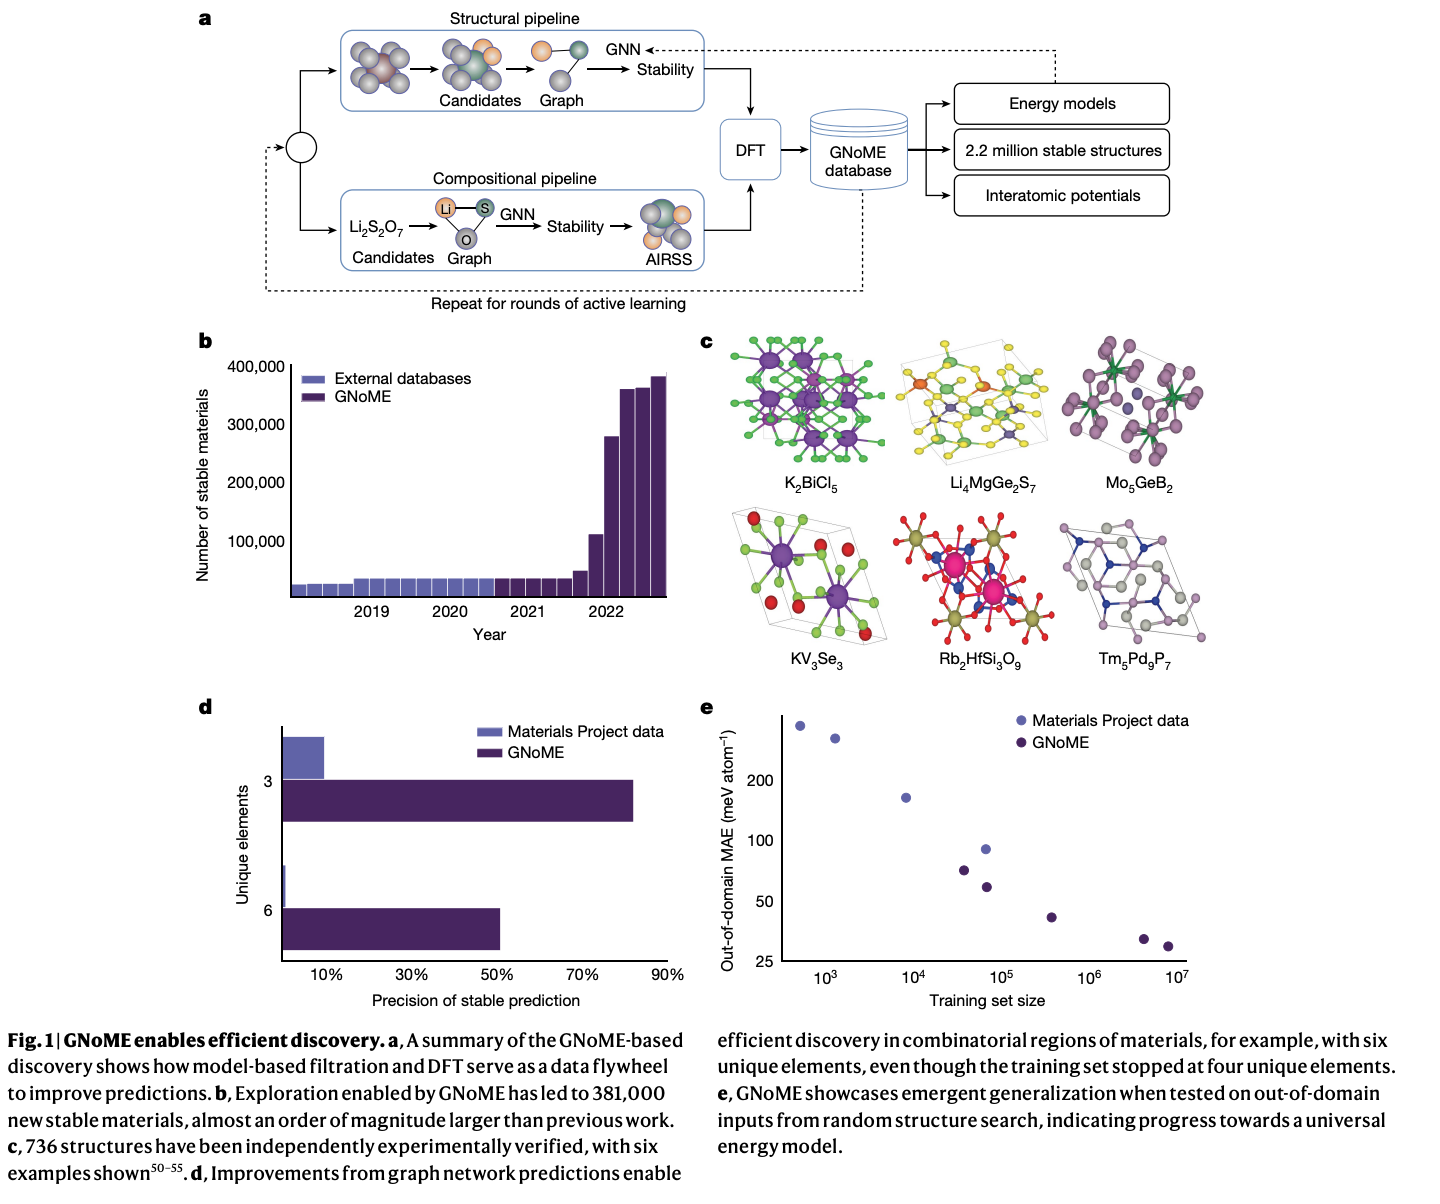 a
Structural pipeline
GNN
Stability
Candidates
Graph
Compositional pipeline
Li
S
O
GNN
Li₂S₂O₇
Stability
Candidates
Graph
AIRSS
DFT
GNoME
database
Energy models
2.2 million stable structures
Interatomic potentials
Repeat for rounds of active learning
b
Number of stable materials
400,000
300,000
200,000
100,000
External databases
GNoME
2019 2020 2021 2022
Year
c
K₂BiCl₅
Li₄MgGe₂S₇
Mo₅GeB₂
KV₃Se₃
Rb₂HfSi₃O₉
Tm₅Pd₉P₇
d
Materials Project data
GNoME
Unique elements
3
6
10% 30% 50% 70% 90%
Precision of stable prediction
e
Materials Project data
GNoME
Out-of-domain MAE (meV atom⁻¹)
200
100
50
25
10³ 10⁴ 10⁵ 10⁶ 10⁷
Training set size
Fig. 1 | GNoME enables efficient discovery. a, A summary of the GNoME-based
discovery shows how model-based filtration and DFT serve as a data flywheel
to improve predictions. b, Exploration enabled by GNoME has led to 381,000
new stable materials, almost an order of magnitude larger than previous work.
c, 736 structures have been independently experimentally verified, with six
examples shown⁵⁰⁻⁵⁵. d, Improvements from graph network predictions enable
efficient discovery in combinatorial regions of materials, for example, with six
unique elements, even though the training set stopped at four unique elements.
e, GNoME showcases emergent generalization when tested on out-of-domain
inputs from random structure search, indicating progress towards a universal
energy model.